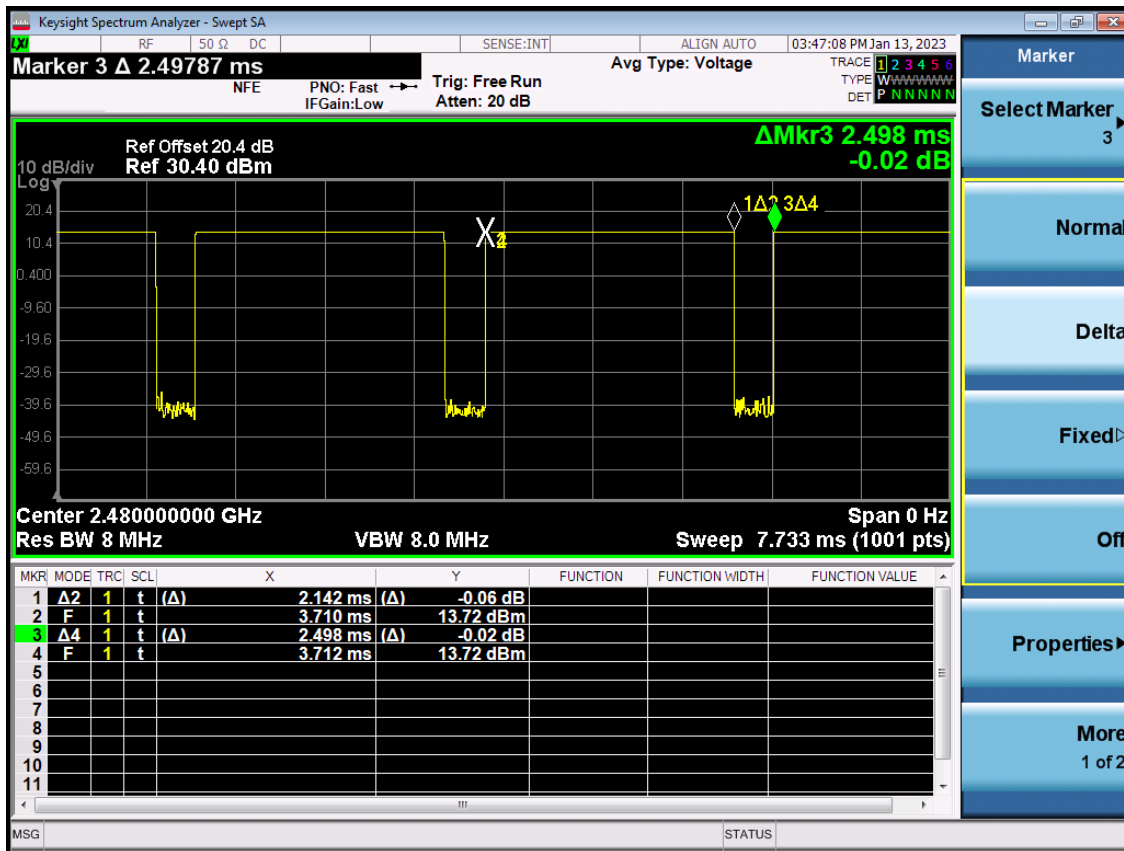 Keysight Spectrum Analyzer - Swept SA
LXI RF 50 Ω DC SENSE:INT ALIGN AUTO 03:47:08 PM Jan 13, 2023
Marker 3 Δ 2.49787 ms
NFE
PNO: Fast
IFGain:Low
Trig: Free Run
Atten: 20 dB
Avg Type: Voltage
TRACE 1 2 3 4 5 6
TYPE WWWWWWW
DET P N N N N N
Marker
Select Marker
3
Normal
Delta
Fixed
Off
Properties
More
1 of 2
ΔMkr3 2.498 ms
-0.02 dB
Ref Offset 20.4 dB
10 dB/div Ref 30.40 dBm
Log
1Δ2 3Δ4
20.4
10.4
0.400
-9.60
-19.6
-29.6
-39.6
-49.6
-59.6
X
Center 2.480000000 GHz Span 0 Hz
Res BW 8 MHz VBW 8.0 MHz Sweep 7.733 ms (1001 pts)
MKR MODE TRC SCL X Y FUNCTION FUNCTION WIDTH FUNCTION VALUE
1 Δ2 1 t (Δ) 2.142 ms (Δ) -0.06 dB
2 F 1 t 3.710 ms 13.72 dBm
3 Δ4 1 t (Δ) 2.498 ms (Δ) -0.02 dB
4 F 1 t 3.712 ms 13.72 dBm
5
6
7
8
9
10
11
MSG STATUS